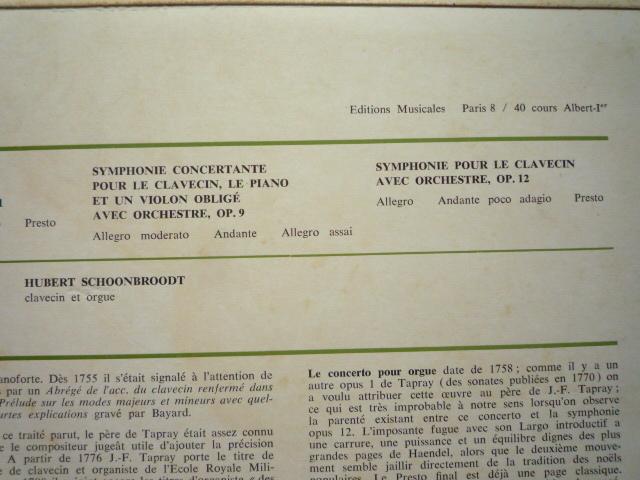 Editions Musicales Paris 8 / 40 cours Albert-Ier
SYMPHONIE CONCERTANTE
POUR LE CLAVECIN, LE PIANO
ET UN VIOLON OBLIGÉ
AVEC ORCHESTRE, OP. 9
Presto
Allegro moderato Andante Allegro assai
SYMPHONIE POUR LE CLAVECIN
AVEC ORCHESTRE, OP. 12
Allegro Andante poco adagio Presto
HUBERT SCHOONBROODT
clavecin et orgue
anoforte. Dès 1755 il s'était signalé à l'attention de
par un Abrégé de l'acc. du clavecin renfermé dans
Prélude sur les modes majeurs et mineurs avec quel-
urtes explications gravé par Bayard.
ce traité parut, le père de Tapray était assez connu
e le compositeur jugeât utile d'ajouter la précision
A partir de 1776 J.-F. Tapray porte le titre de
e de clavecin et organiste de l'Ecole Royale Mili-
Le concerto pour orgue date de 1758 ; comme il y a un
autre opus 1 de Tapray (des sonates publiées en 1770) on
a voulu attribuer cette œuvre au père de J.-F. Tapray ;
ce qui est très improbable à notre sens lorsqu'on observe
la parenté existant entre ce concerto et la symphonie
opus 12. L'imposante fugue avec son Largo introductif a
une carrure, une puissance et un équilibre dignes des plus
grandes pages de Haendel, alors que le deuxième mouve-
ment semble jaillir directement de la tradition des noëls
populaires. Le Presto final est déjà une page classique.